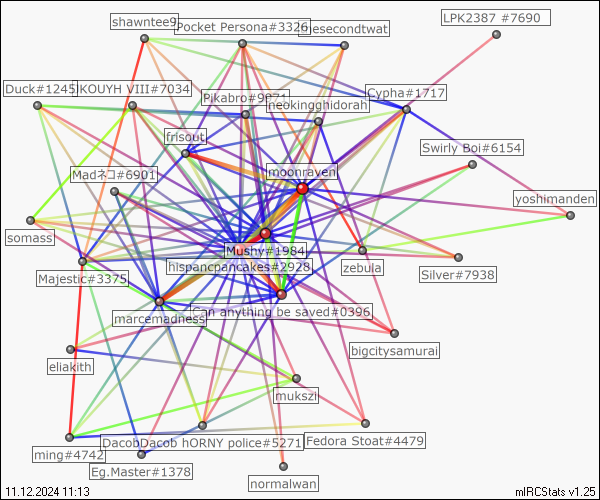 shawntee9
Pocket Persona#3326
thesecondtwat
LPK2387 #7690
Duck#1245
IKOUYH VIII#7034
Pikabro#9871
neokingghidorah
Cypha#1717
frisout
moonraven
Swirly Boi#6154
Madネコ#6901
yoshimanden
somass
Mushy#1984
Majestic#3375
hispancpancakes#2928
zebula
Silver#7938
marcemadness
Can anything be saved#0396
bigcitysamurai
eliakith
mukszi
DacobDacob hORNY police#5271
Fedora Stoat#4479
ming#4742
Eg.Master#1378
normalwan
11.12.2024 11:13
mIRCStats v1.25